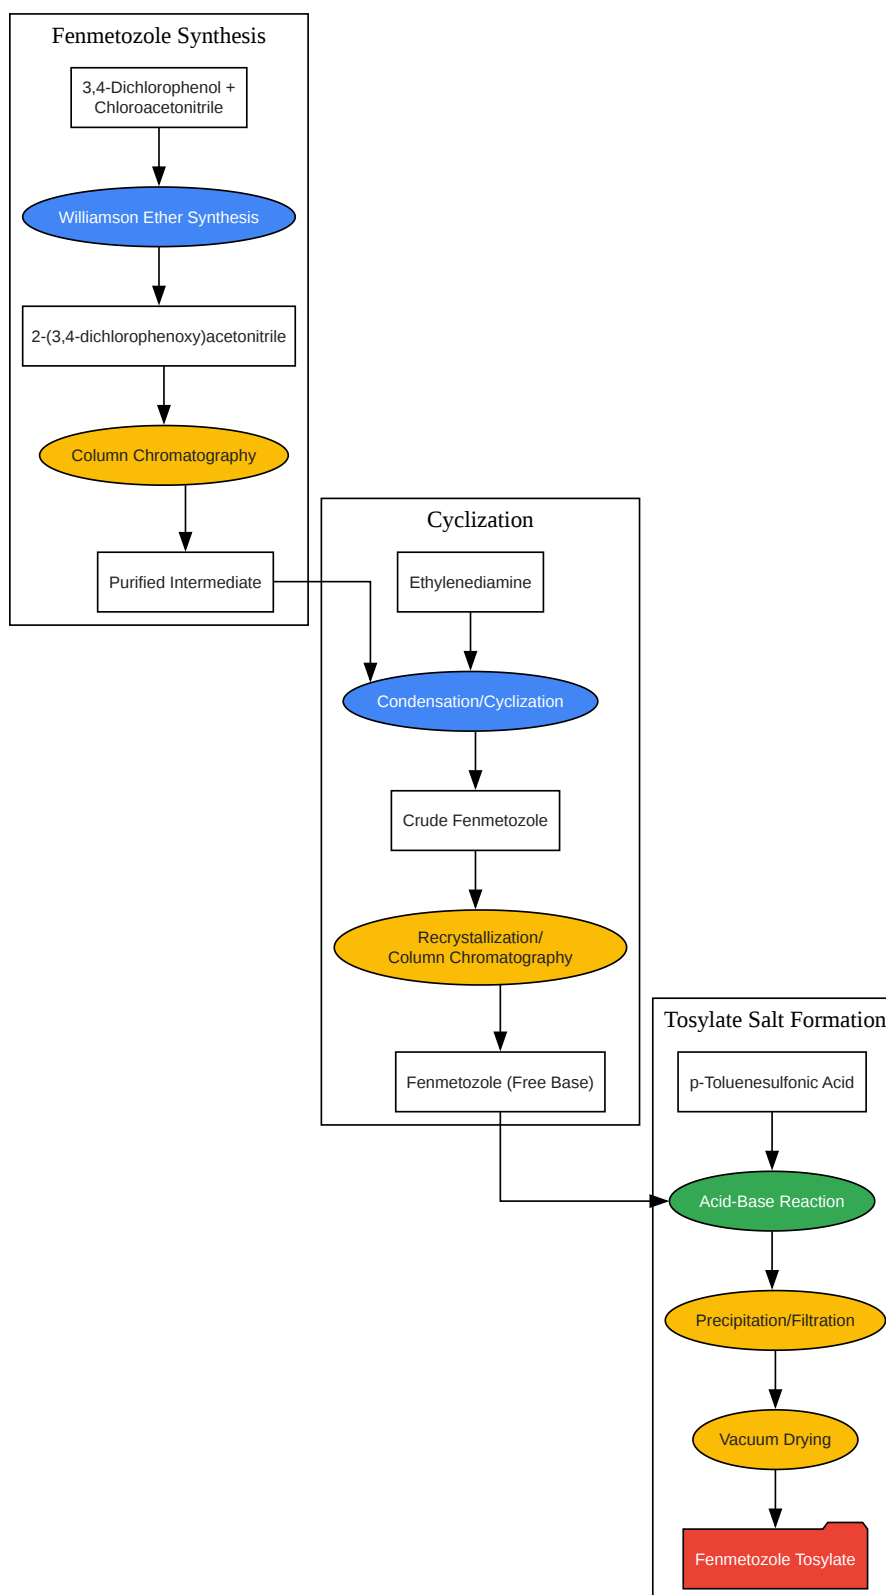 Fenmetozole Synthesis
3,4-Dichlorophenol +
Chloroacetonitrile
Williamson Ether Synthesis
2-(3,4-dichlorophenoxy)acetonitrile
Column Chromatography
Purified Intermediate
Cyclization
Ethylenediamine
Condensation/Cyclization
Crude Fenmetozole
Recrystallization/
Column Chromatography
Fenmetozole (Free Base)
Tosylate Salt Formation
p-Toluenesulfonic Acid
Acid-Base Reaction
Precipitation/Filtration
Vacuum Drying
Fenmetozole Tosylate